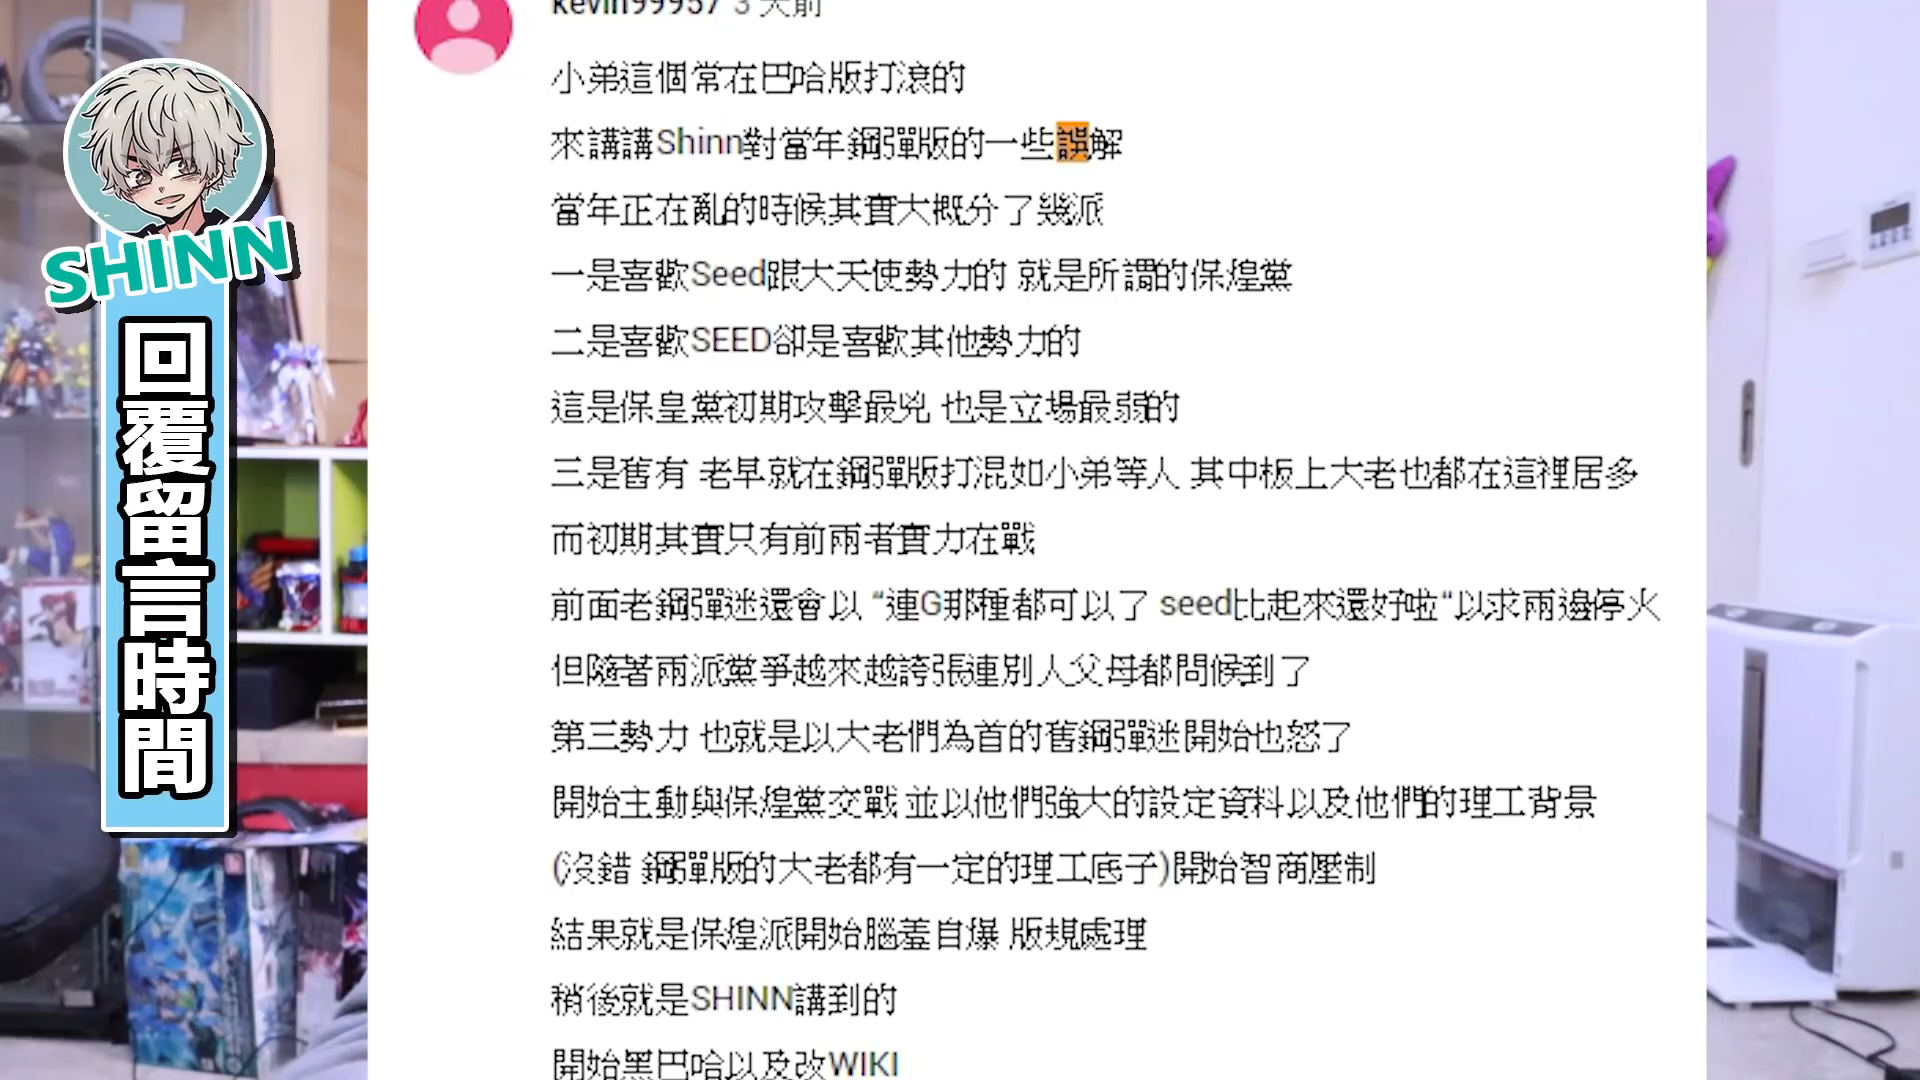 SHINN
回覆留言時間
kevin99957 3 天前
小弟這個常在巴哈版打滾的
來講講Shinn對當年鋼彈版的一些誤解
當年正在亂的時候其實大概分了幾派
一是喜歡Seed跟大天使勢力的 就是所謂的保煌黨
二是喜歡SEED卻是喜歡其他勢力的
這是保皇黨初期攻擊最兇 也是立場最弱的
三是舊有 老早就在鋼彈版打混如小弟等人 其中板上大老也都在這裡居多
而初期其實只有前兩者實力在戰
前面老鋼彈迷還會以 “連G那種都可以了 seed比起來還好啦“以求兩邊停火
但隨著兩派黨爭越來越誇張連別人父母都問候到了
第三勢力 也就是以大老們為首的舊鋼彈迷開始也怒了
開始主動與保煌黨交戰 並以他們強大的設定資料以及他們的理工背景
(沒錯 鋼彈版的大老都有一定的理工底子)開始智商壓制
結果就是保煌派開始腦羞自爆 版規處理
稍後就是SHINN講到的
開始黑巴哈以及改WIKI